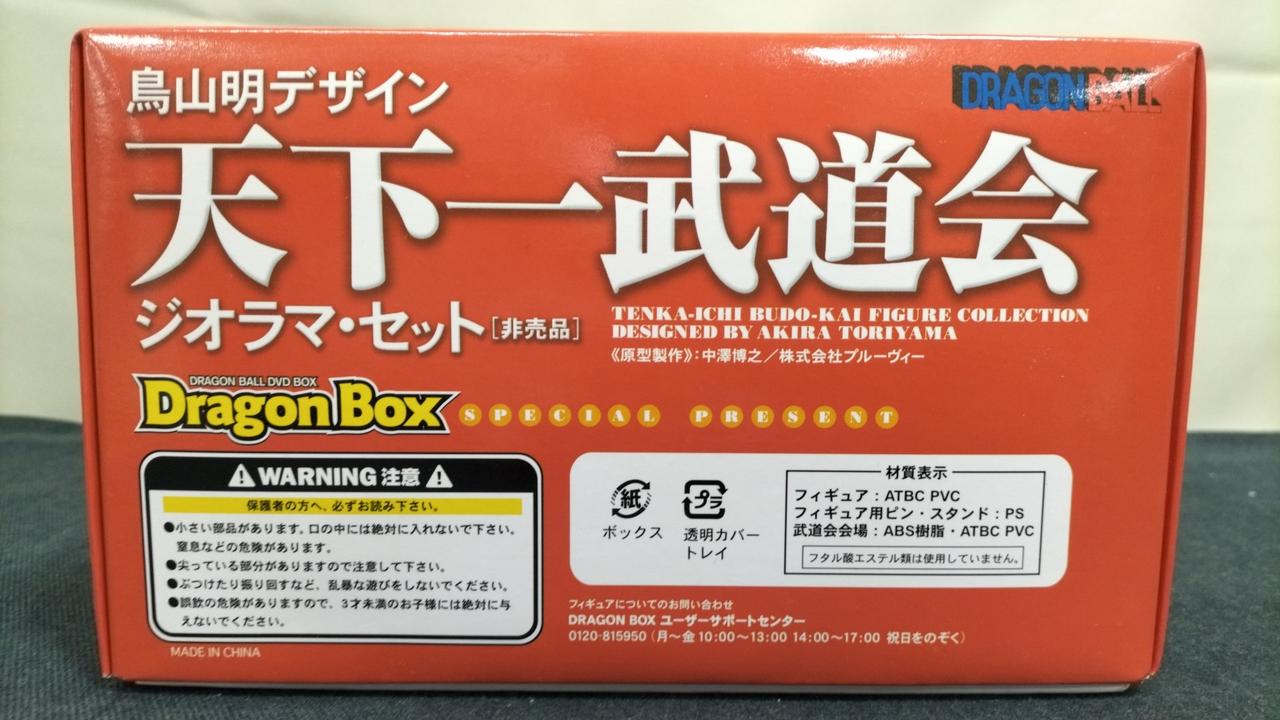 鳥山明デザイン
DRAGON BALL
天下一武道会
ジオラマ・セット[非売品]
TENKA-ICHI BUDO-KAI FIGURE COLLECTION
DESIGNED BY AKIRA TORIYAMA
《原型製作》:中澤博之/株式会社プルーヴィー
DRAGON BALL DVD BOX
Dragon Box SPECIAL PRESENT
WARNING 注意
保護者の方へ、必ずお読み下さい。
●小さい部品があります。口の中には絶対に入れないで下さい。
窒息などの危険があります。
●尖っている部分がありますので注意して下さい。
●ぶつけたり振り回すなど、乱暴な遊びをしないでください。
●誤飲の危険がありますので、3才未満のお子様には絶対に与
えないでください。
MADE IN CHINA
紙
ボックス
プラ
透明カバー
トレイ
材質表示
フィギュア:ATBC PVC
フィギュア用ピン・スタンド:PS
武道会会場:ABS樹脂・ATBC PVC
フタル酸エステル類は使用していません。
フィギュアについてのお問い合わせ
DRAGON BOX ユーザーサポートセンター
0120-815950(月〜金 10:00〜13:00 14:00〜17:00 祝日をのぞく)